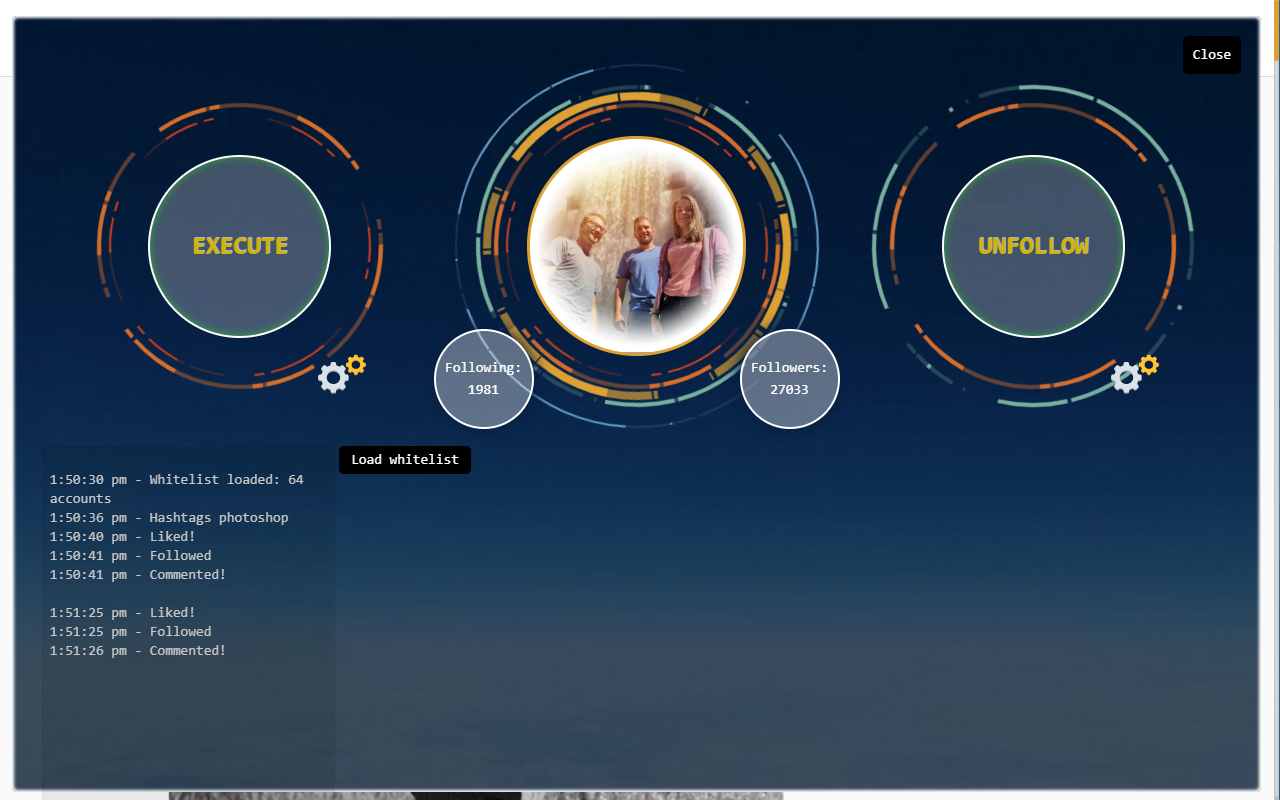 Close
EXECUTE
UNFOLLOW
Following:
1981
Followers:
27033
Load whitelist
1:50:30 pm - Whitelist loaded: 64
accounts
1:50:36 pm - Hashtags photoshop
1:50:40 pm - Liked!
1:50:41 pm - Followed
1:50:41 pm - Commented!
1:51:25 pm - Liked!
1:51:25 pm - Followed
1:51:26 pm - Commented!